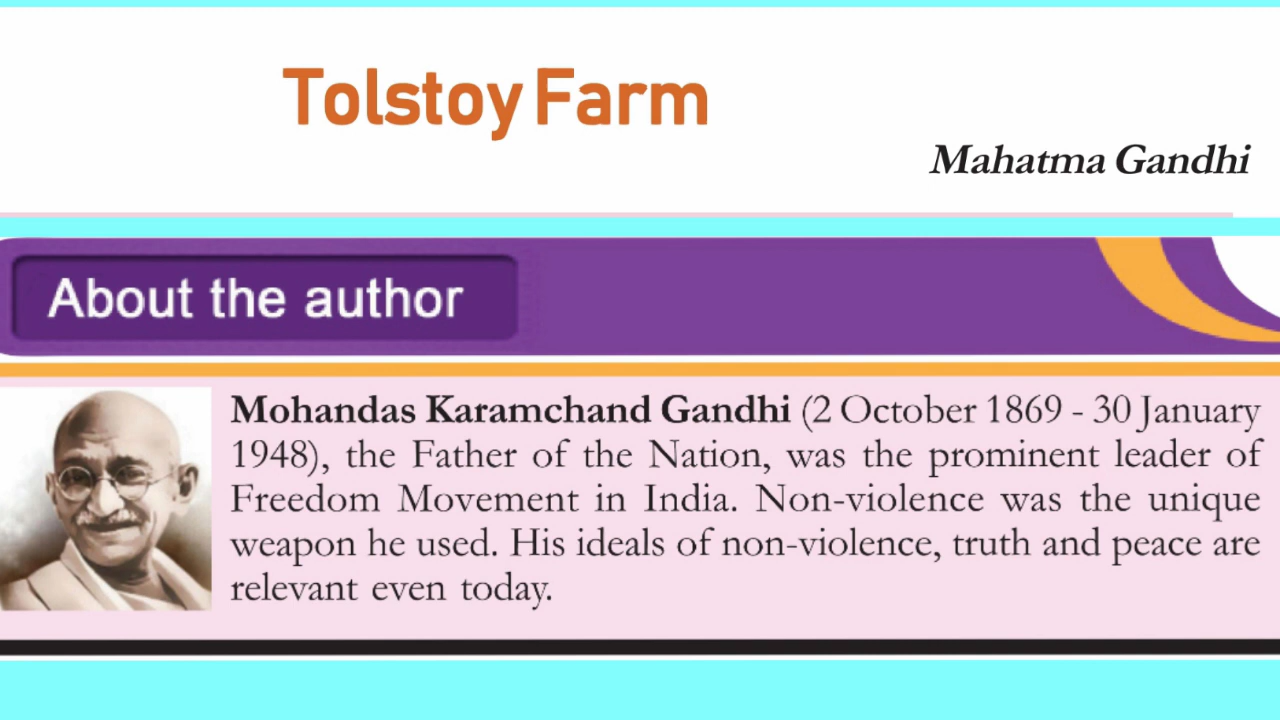 Tolstoy Farm
Mahatma Gandhi
About the author
Mohandas Karamchand Gandhi (2 October 1869 - 30 January
1948), the Father of the Nation, was the prominent leader of
Freedom Movement in India. Non-violence was the unique
weapon he used. His ideals of non-violence, truth and peace are
relevant even today.